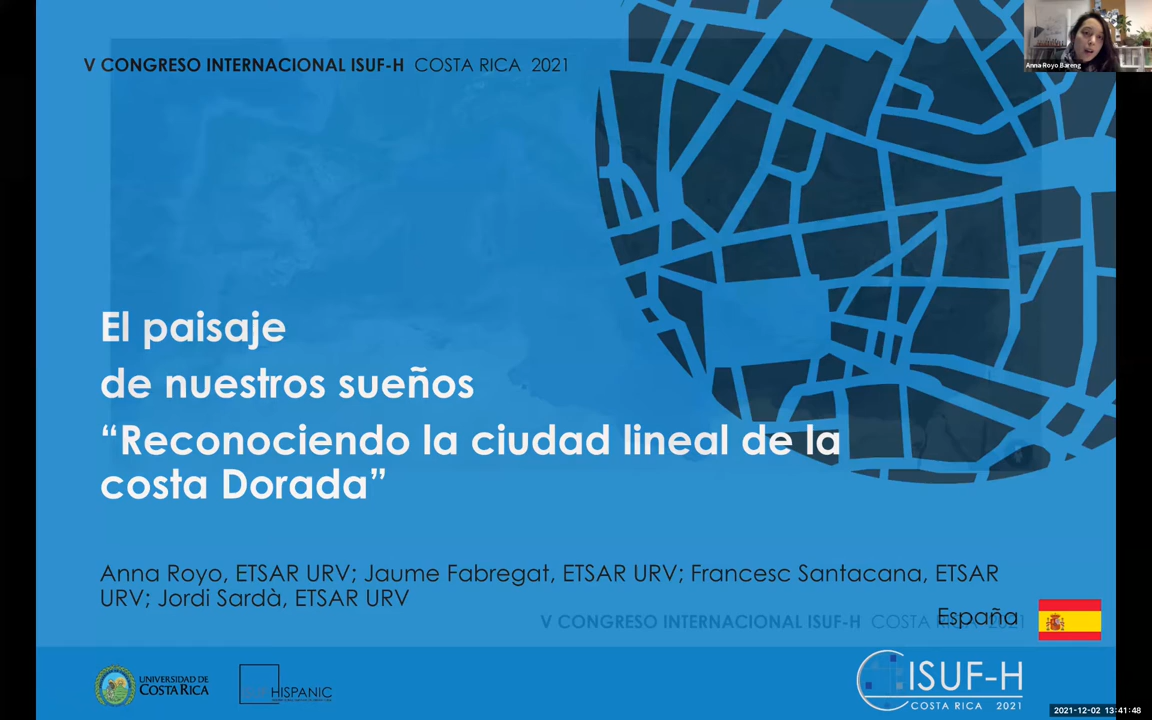 V CONGRESO INTERNACIONAL ISUF-H COSTA RICA 2021
Anna Royo Bareng
El paisaje
de nuestros sueños
“Reconociendo la ciudad lineal de la
costa Dorada”
Anna Royo, ETSAR URV; Jaume Fabregat, ETSAR URV; Francesc Santacana, ETSAR
URV; Jordi Sardà, ETSAR URV
España
V CONGRESO INTERNACIONAL ISUF-H COSTA RICA 2021
UNIVERSIDAD DE
COSTA RICA
HISPANIC
ISUF-H
COSTA RICA 2021
2021-12-02 13:41:48